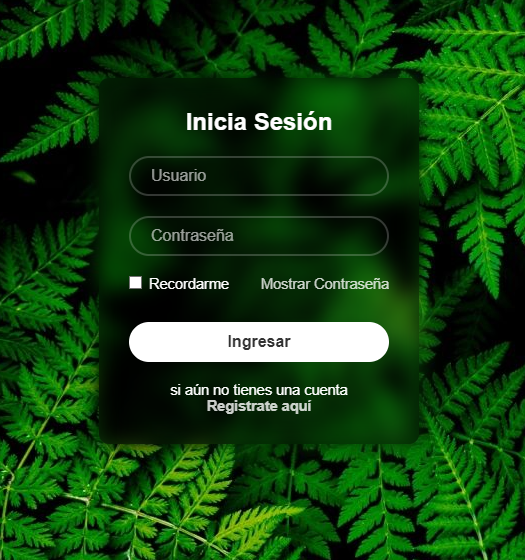 Inicia Sesión
Usuario
Contraseña
Recordarme Mostrar Contraseña
Ingresar
si aún no tienes una cuenta
Registrate aquí